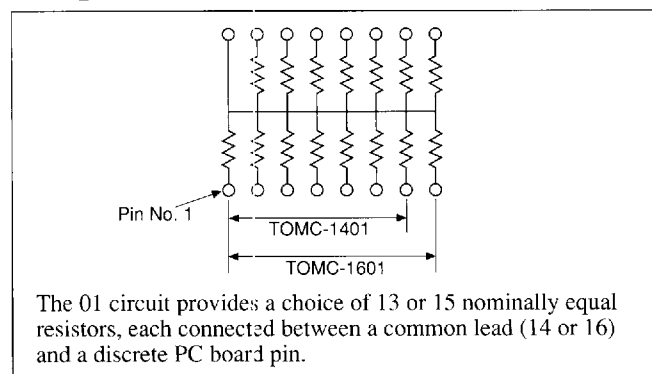 Pin No. 1
TOMC-1401
TOMC-1601
The 01 circuit provides a choice of 13 or 15 nominally equal
resistors, each connected between a common lead (14 or 16)
and a discrete PC board pin.